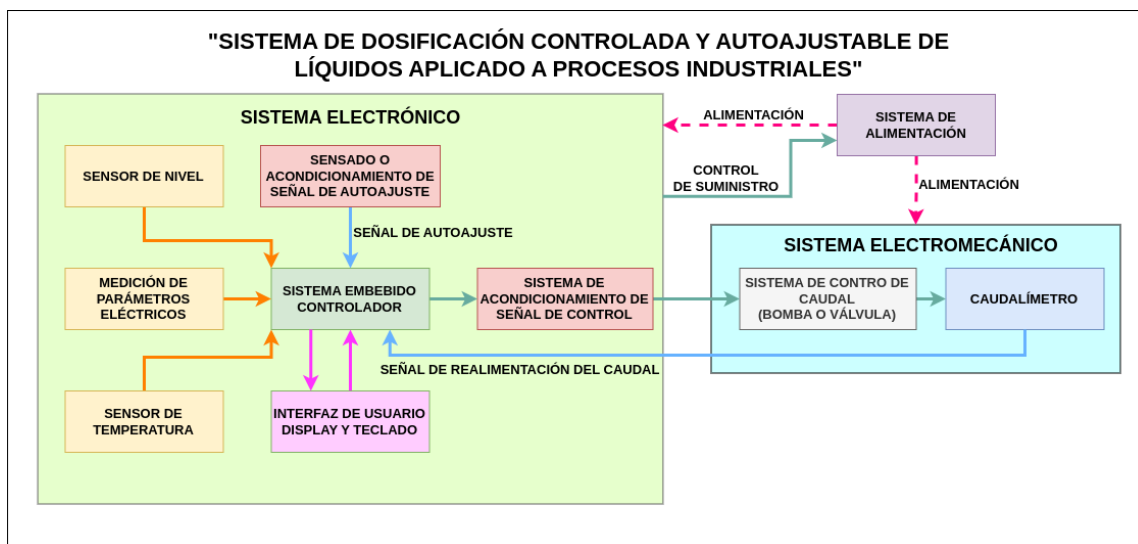 "SISTEMA DE DOSIFICACIÓN CONTROLADA Y AUTOAJUSTABLE DE
LÍQUIDOS APLICADO A PROCESOS INDUSTRIALES"
SISTEMA ELECTRÓNICO
SENSOR DE NIVEL
SENSADO O
ACONDICIONAMIENTO DE
SEÑAL DE AUTOAJUSTE
SEÑAL DE AUTOAJUSTE
MEDICIÓN DE
PARÁMETROS
ELÉCTRICOS
SISTEMA EMBEBIDO
CONTROLADOR
SISTEMA DE
ACONDICIONAMIENTO DE
SEÑAL DE CONTROL
SEÑAL DE REALIMENTACIÓN DEL CAUDAL
SENSOR DE
TEMPERATURA
INTERFAZ DE USUARIO
DISPLAY Y TECLADO
ALIMENTACIÓN
CONTROL
DE SUMINISTRO
SISTEMA DE
ALIMENTACIÓN
ALIMENTACIÓN
SISTEMA ELECTROMECÁNICO
SISTEMA DE CONTRO DE
CAUDAL
(BOMBA O VÁLVULA)
CAUDALÍMETRO